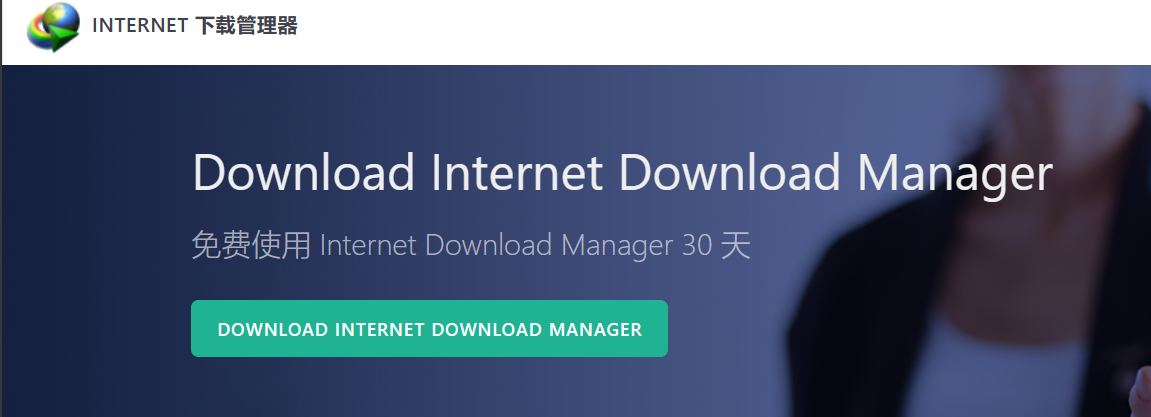 INTERNET 下载管理器
Download Internet Download Manager
免费使用 Internet Download Manager 30 天
DOWNLOAD INTERNET DOWNLOAD MANAGER